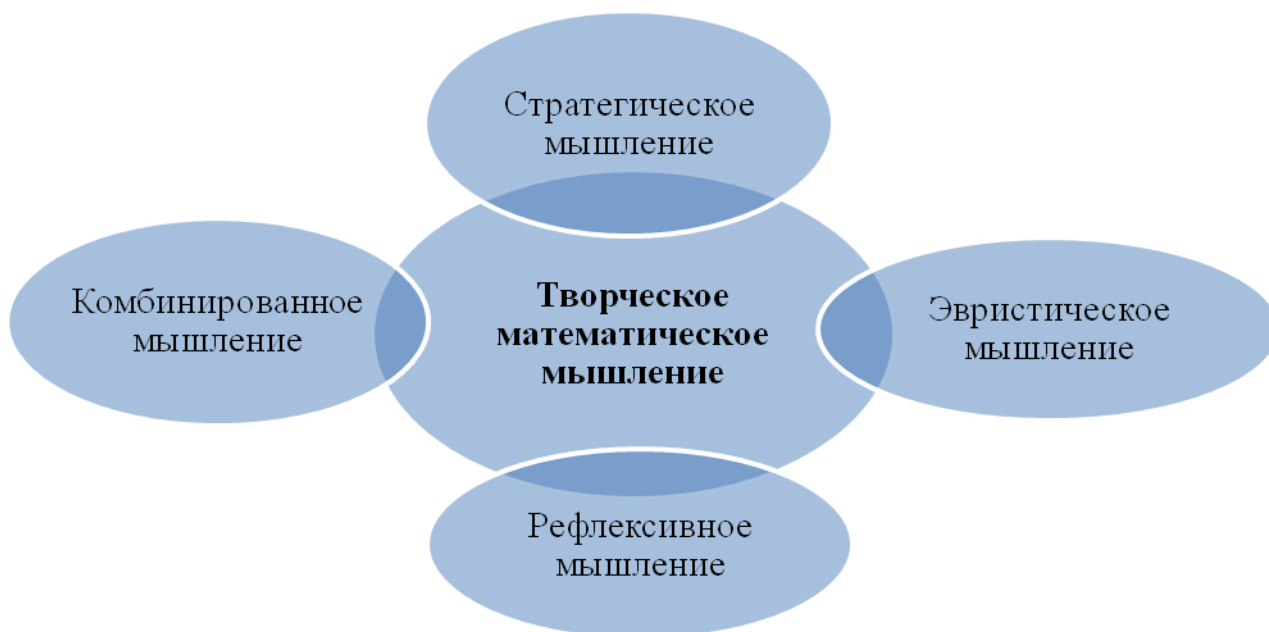 Стратегическое
мышление
Комбинированное
мышление
Творческое
математическое
мышление
Эвристическое
мышление
Рефлексивное
мышление